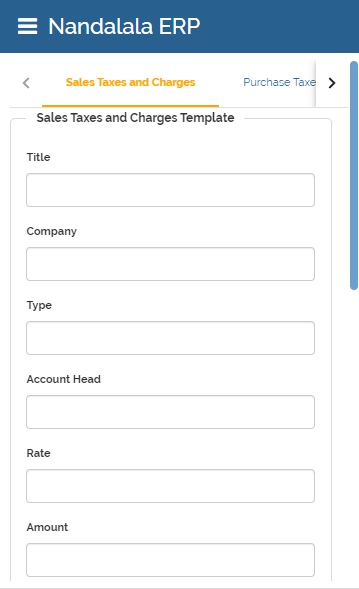 Nandalala ERP
Sales Taxes and Charges
Purchase Taxe
Sales Taxes and Charges Template
Title
Company
Type
Account Head
Rate
Amount